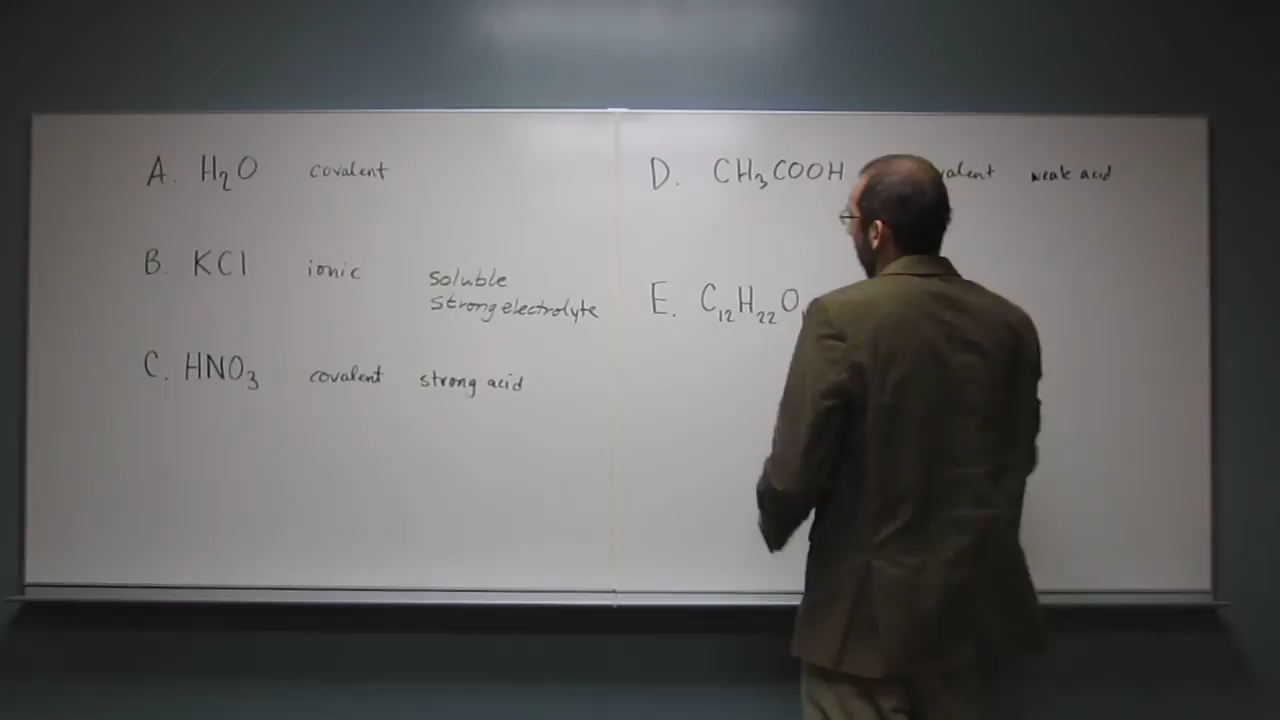 A. H₂O covalent
B. KCl ionic soluble
strong electrolyte
C. HNO₃ covalent strong acid
D. CH₃COOH weak acid
E. C₁₂H₂₂O